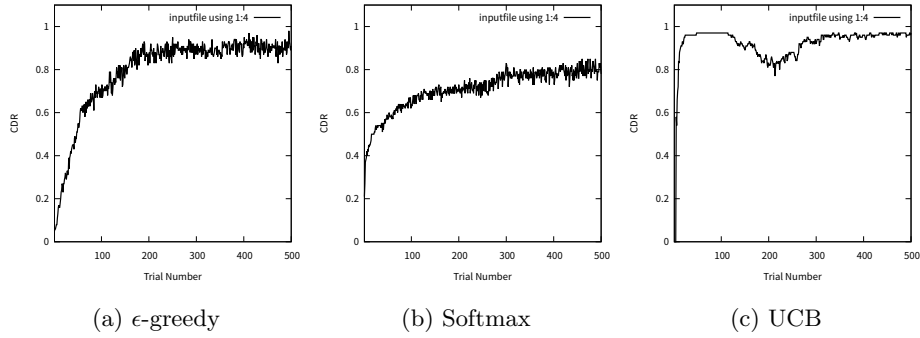 inputfile using 1:4
1
0.8
0.6
0.4
0.2
0
CDR
100 200 300 400 500
Trial Number
(a) ϵ-greedy
inputfile using 1:4
1
0.8
0.6
0.4
0.2
0
CDR
100 200 300 400 500
Trial Number
(b) Softmax
inputfile using 1:4
1
0.8
0.6
0.4
0.2
0
CDR
100 200 300 400 500
Trial Number
(c) UCB